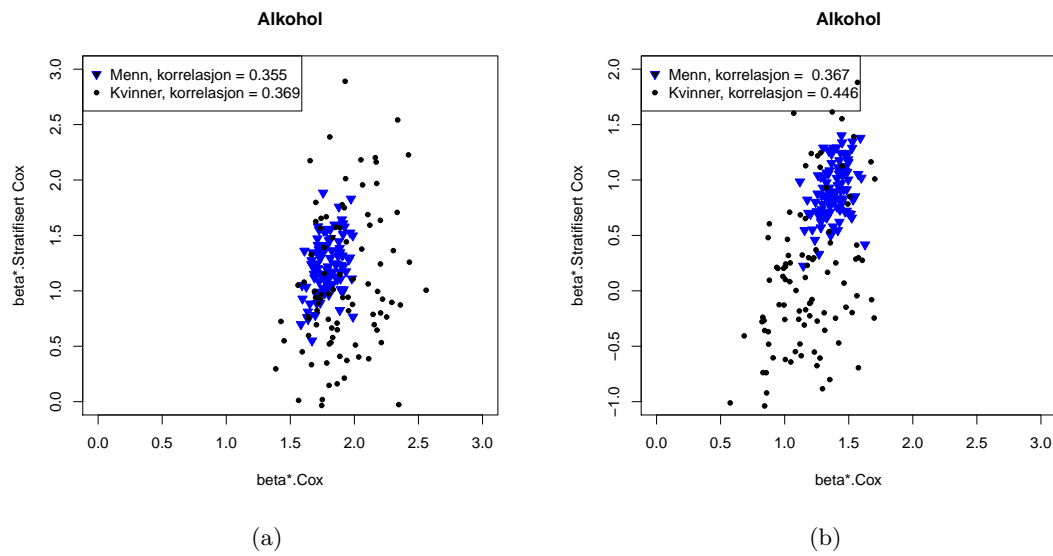 Alkohol
Menn, korrelasjon = 0.355
Kvinner, korrelasjon = 0.369
3.0
2.5
2.0
1.5
1.0
0.5
0.0
beta*.Stratifisert Cox
0.0 0.5 1.0 1.5 2.0 2.5 3.0
beta*.Cox
(a)
Alkohol
Menn, korrelasjon = 0.367
Kvinner, korrelasjon = 0.446
2.0
1.5
1.0
0.5
0.0
−0.5
−1.0
beta*.Stratifisert Cox
0.0 0.5 1.0 1.5 2.0 2.5 3.0
beta*.Cox
(b)